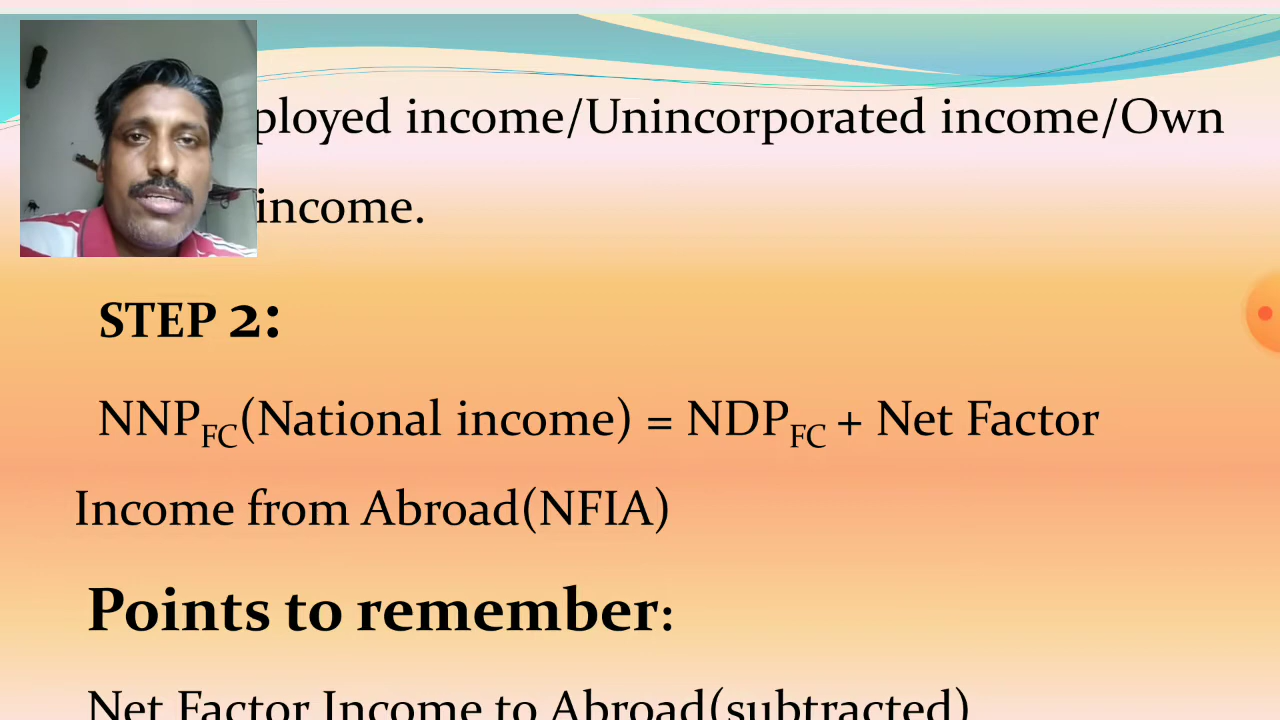 ployed income/Unincorporated income/Own
income.
STEP 2:
NNPFC(National income) = NDPFC + Net Factor
Income from Abroad(NFIA)
Points to remember:
Net Factor Income to Abroad(subtracted)